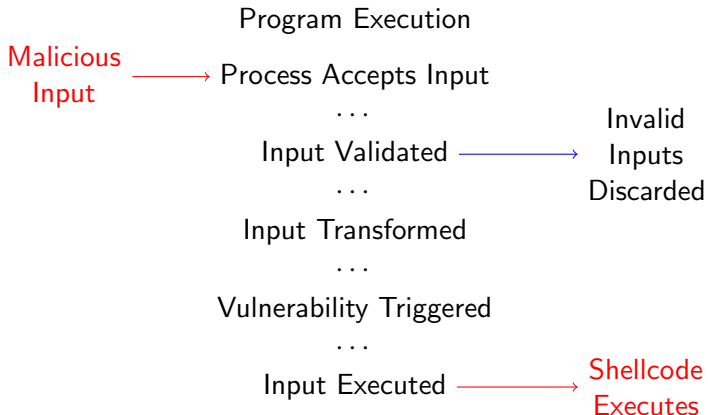 Program Execution
Malicious
Input
Process Accepts Input
...
Input Validated
Invalid
Inputs
Discarded
...
Input Transformed
...
Vulnerability Triggered
...
Input Executed
Shellcode
Executes